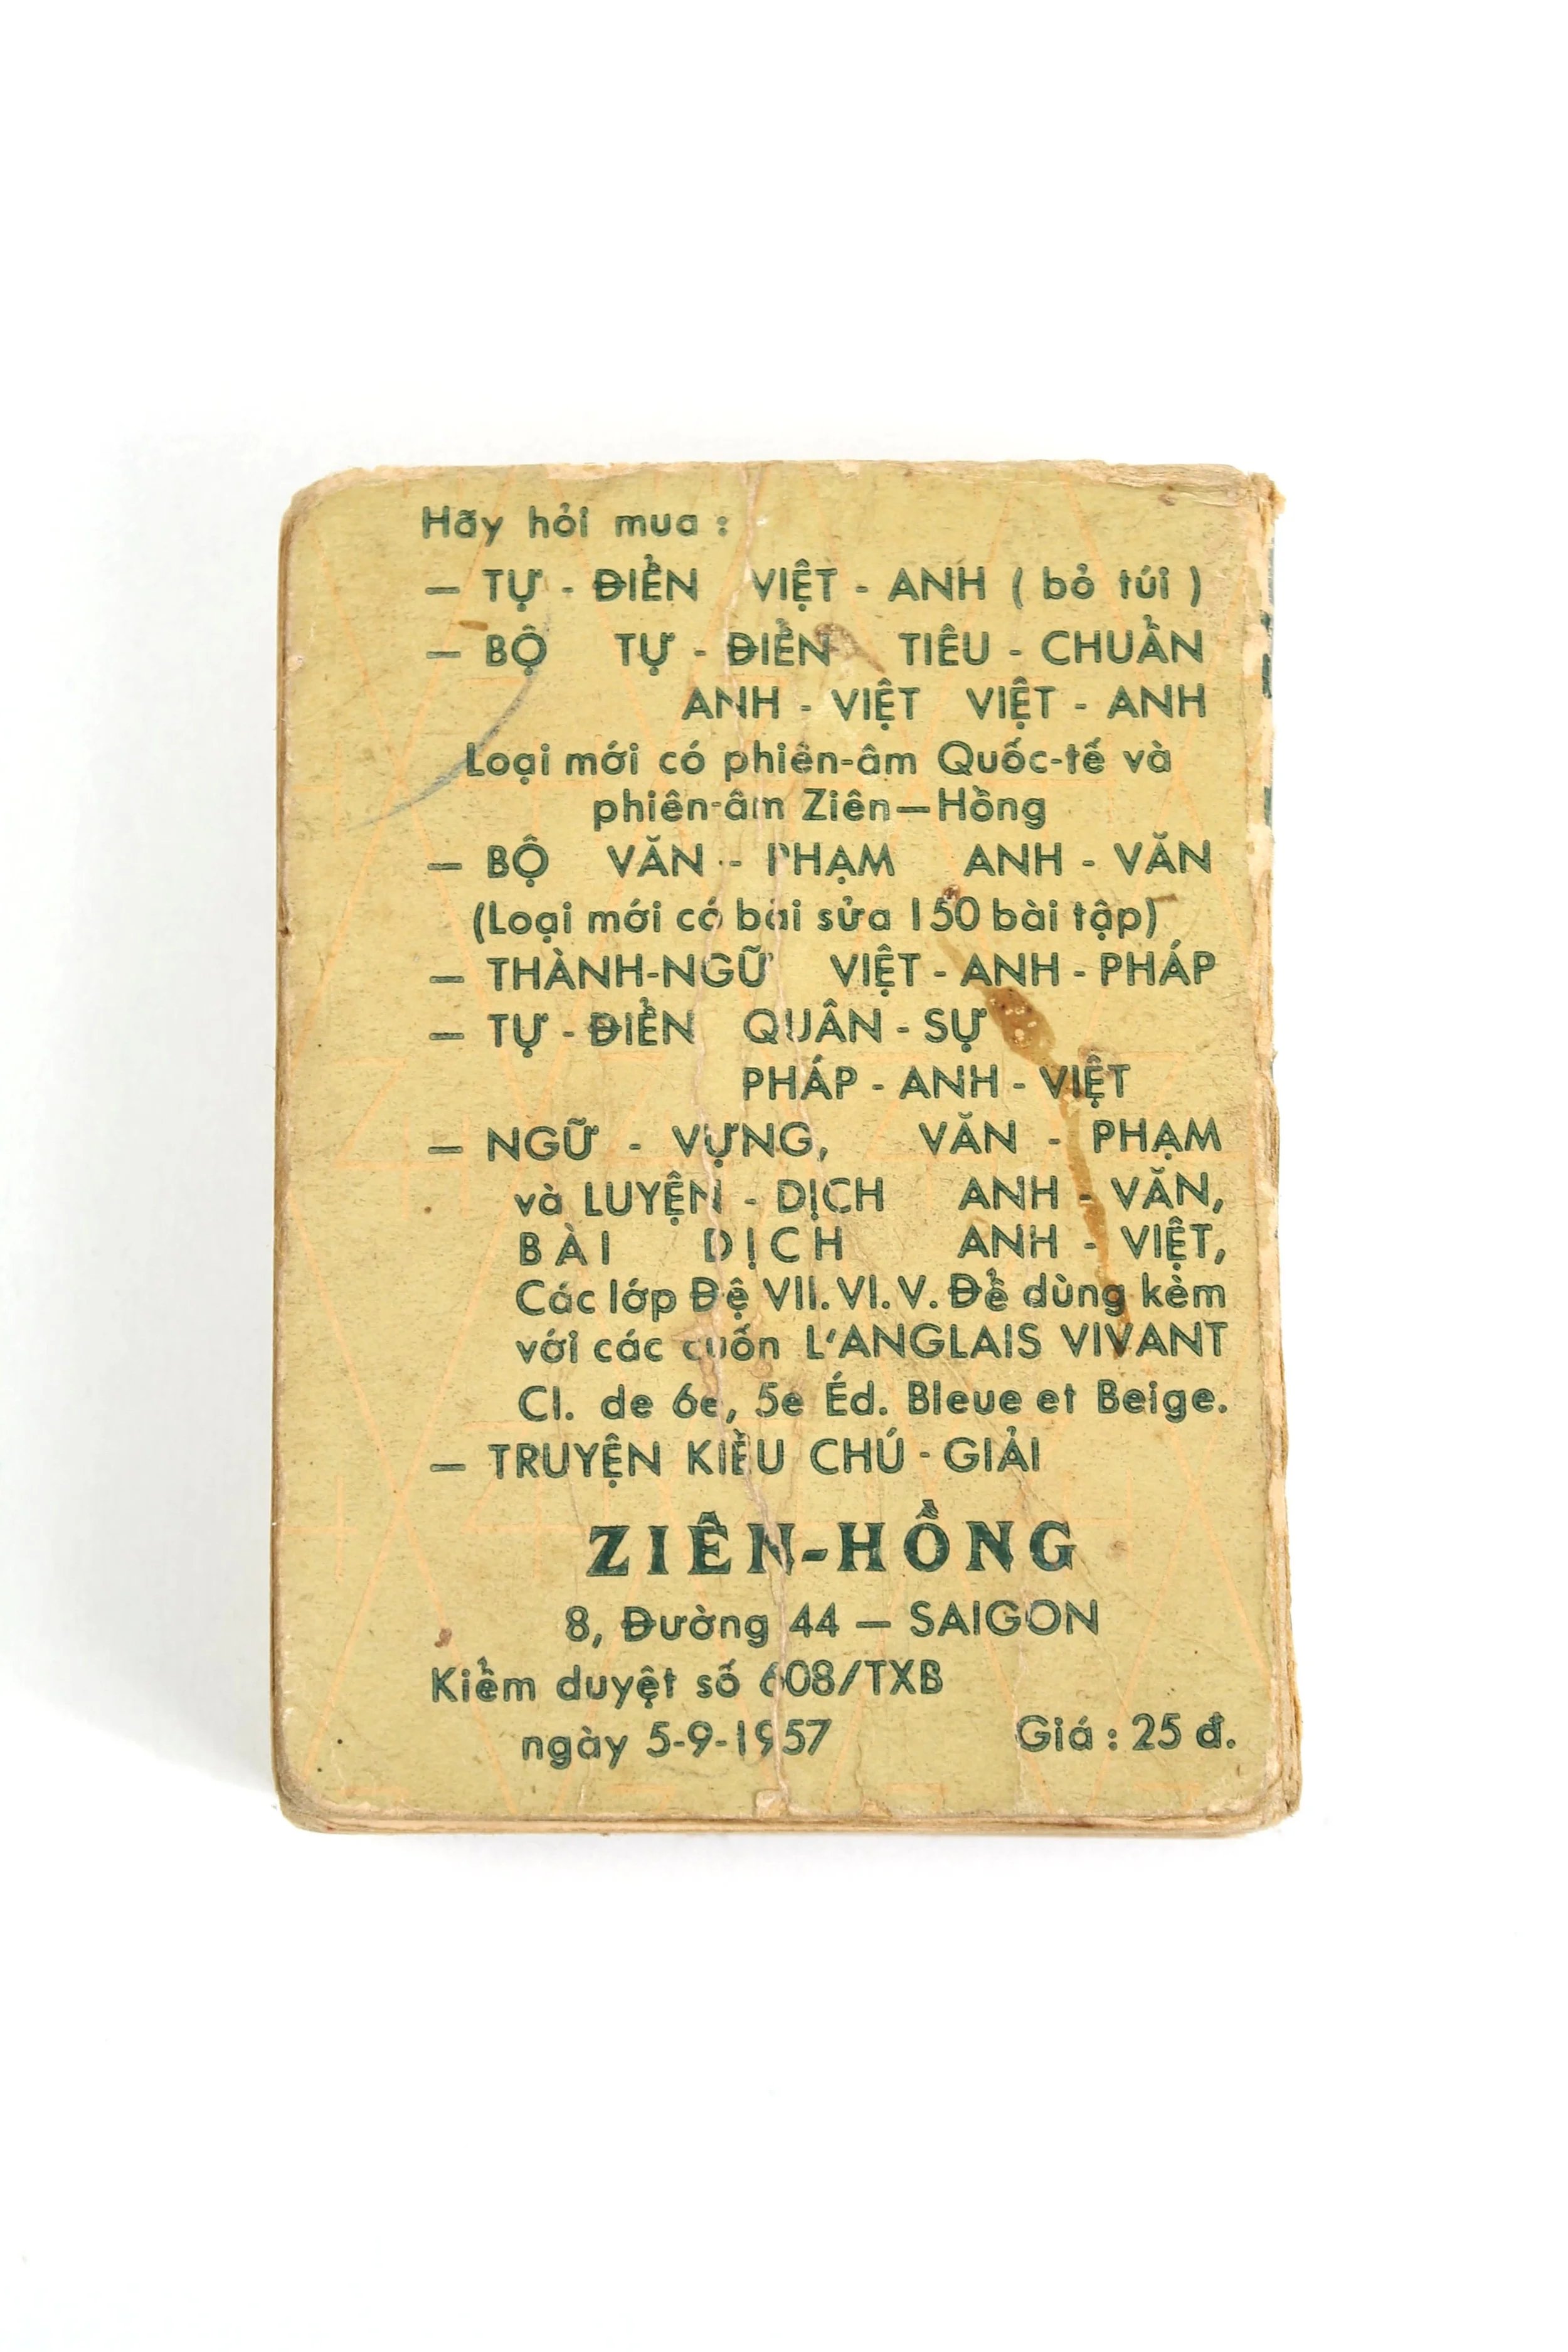 Hãy hỏi mua :
— TỰ - ĐIỂN VIỆT - ANH ( bỏ túi )
— BỘ TỰ - ĐIỂN TIÊU - CHUẨN
ANH - VIỆT VIỆT - ANH
Loại mới có phiên-âm Quốc-tế và
phiên-âm Ziên—Hồng
— BỘ VĂN - PHẠM ANH - VĂN
(Loại mới có bài sửa 150 bài tập)
— THÀNH-NGỮ VIỆT - ANH - PHÁP
— TỰ - ĐIỂN QUÂN - SỰ
PHÁP - ANH - VIỆT
— NGỮ - VỰNG, VĂN - PHẠM
và LUYỆN - DỊCH ANH - VĂN,
BÀI DỊCH ANH - VIỆT,
Các lớp Đệ VII. VI. V. Để dùng kèm
với các cuốn L'ANGLAIS VIVANT
Cl. de 6e, 5e Éd. Bleue et Beige.
— TRUYỆN KIỀU CHÚ - GIẢI
ZIÊN-HỒNG
8, Đường 44 — SAIGON
Kiểm duyệt số 608/TXB
ngày 5-9-1957 Giá : 25 đ.